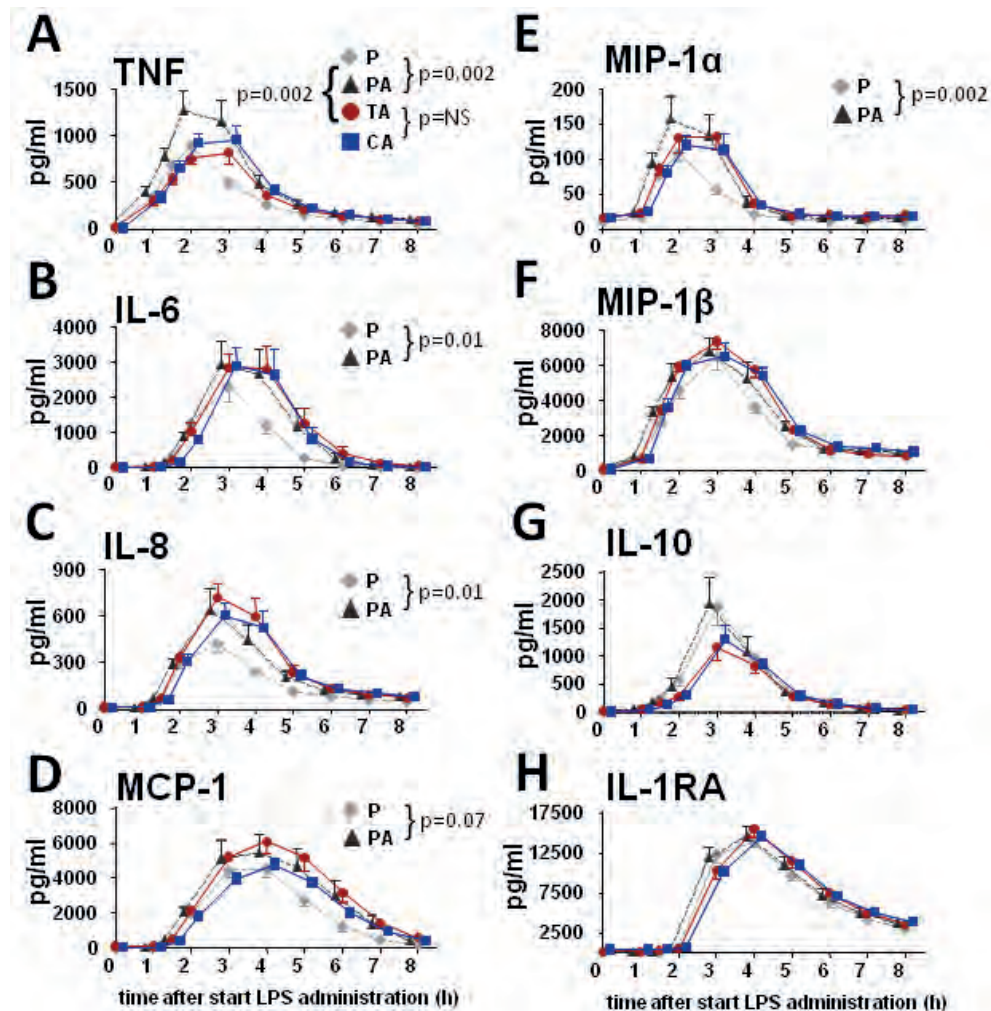 A
TNF
P
PA
TA
CA
p=0.002
p=0.002
p=NS
pg/ml
1500
1000
500
0
0 1 2 3 4 5 6 7 8
B
IL-6
P
PA
p=0.01
pg/ml
4000
3000
2000
1000
0
0 1 2 3 4 5 6 7 8
C
IL-8
P
PA
p=0.01
pg/ml
900
600
300
0
0 1 2 3 4 5 6 7 8
D
MCP-1
P
PA
p=0.07
pg/ml
8000
6000
4000
2000
0
0 1 2 3 4 5 6 7 8
time after start LPS administration (h)
E
MIP-1α
P
PA
p=0.002
pg/ml
200
150
100
50
0
0 1 2 3 4 5 6 7 8
F
MIP-1β
pg/ml
8000
6000
4000
2000
0
0 1 2 3 4 5 6 7 8
G
IL-10
pg/ml
2500
2000
1500
1000
500
0
0 1 2 3 4 5 6 7 8
H
IL-1RA
pg/ml
17500
12500
7500
2500
0 1 2 3 4 5 6 7 8
time after start LPS administration (h)